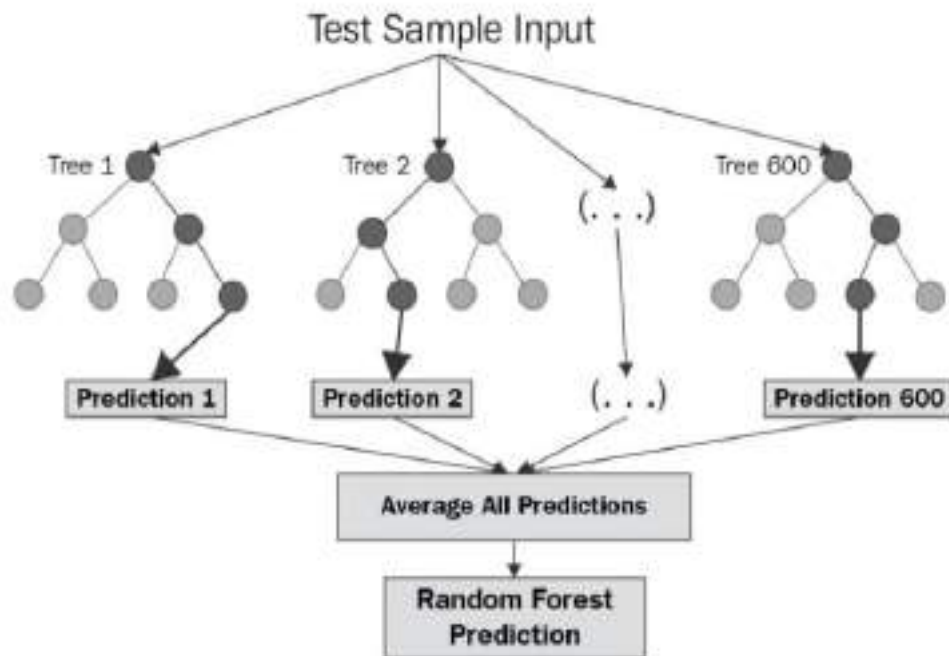 Test Sample Input
Tree 1
Tree 2
Tree 600
(. . .)
Prediction 1
Prediction 2
(. . .)
Prediction 600
Average All Predictions
Random Forest
Prediction